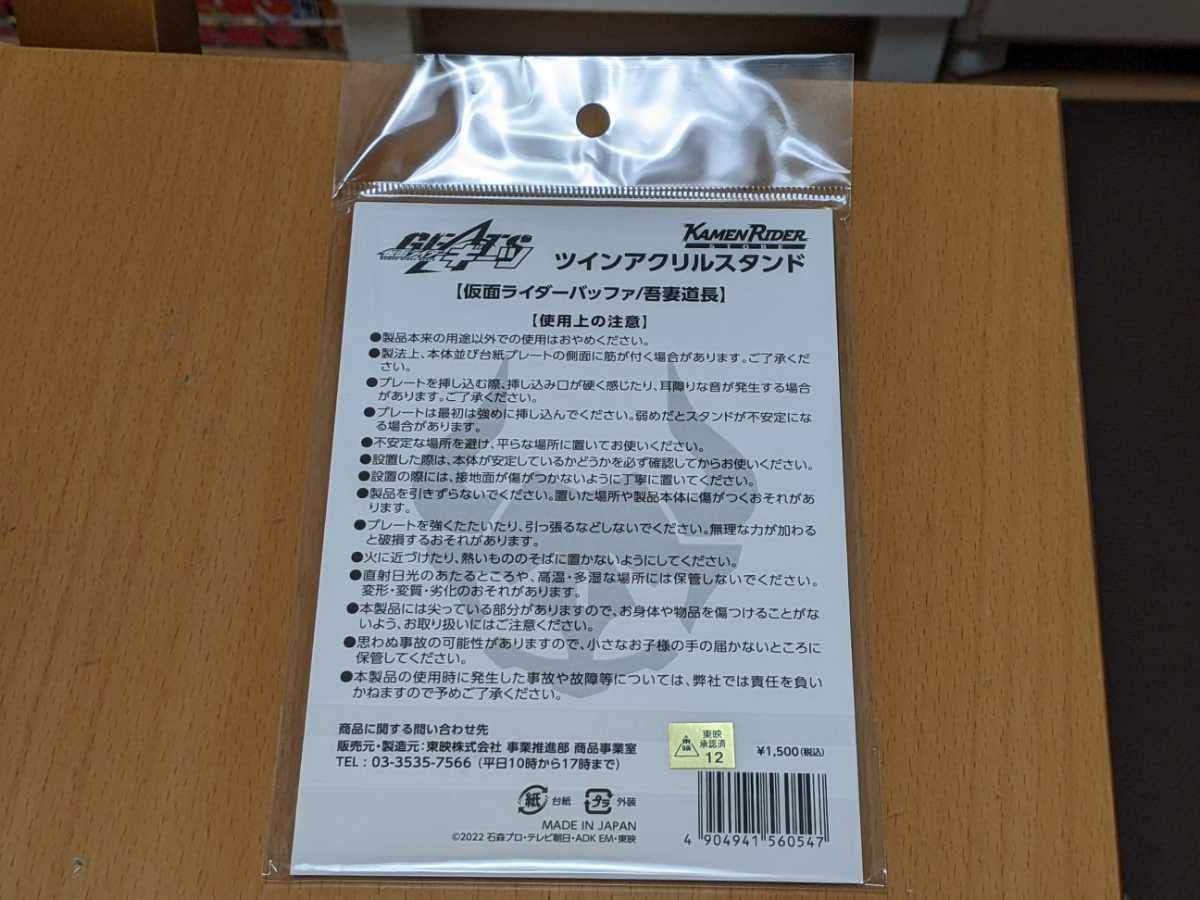 GEATS
仮面ライダーギーツ
KAMEN RIDER
STORE
ツインアクリルスタンド
【仮面ライダーバッファ/吾妻道長】
【使用上の注意】
●製品本来の用途以外での使用はおやめください。
●製法上、本体並び台紙プレートの側面に筋が付く場合があります。ご了承くだ
さい。
●プレートを挿し込む際、挿し込み口が硬く感じたり、耳障りな音が発生する場合
があります。ご了承ください。
●プレートは最初は強めに挿し込んでください。弱めだとスタンドが不安定にな
る場合があります。
●不安定な場所を避け、平らな場所に置いてお使いください。
●設置した際は、本体が安定しているかどうかを必ず確認してからお使いください。
●設置の際には、接地面が傷がつかないように丁寧に置いてください。
●製品を引きずらないでください。置いた場所や製品本体に傷がつくおそれがあ
ります。
●プレートを強くたたいたり、引っ張るなどしないでください。無理な力が加わる
と破損するおそれがあります。
●火に近づけたり、熱いもののそばに置かないようにしてください。
●直射日光のあたるところや、高温・多湿な場所には保管しないでください。
変形・変質・劣化のおそれがあります。
●本製品には尖っている部分がありますので、お身体や物品を傷つけることがな
いよう、お取り扱いにはご注意ください。
●思わぬ事故の可能性がありますので、小さなお子様の手の届かないところに
保管してください。
●本製品の使用時に発生した事故や故障等については、弊社では責任を負い
かねますので予めご了承ください。
商品に関する問い合わせ先
販売元・製造元：東映株式会社 事業推進部 商品事業室
TEL：03-3535-7566（平日10時から17時まで）
東映
東映
承認済
12
¥1,500(税込)
紙 台紙 プラ 外装
MADE IN JAPAN
©2022 石森プロ・テレビ朝日・ADK EM・東映
4 904941 560547